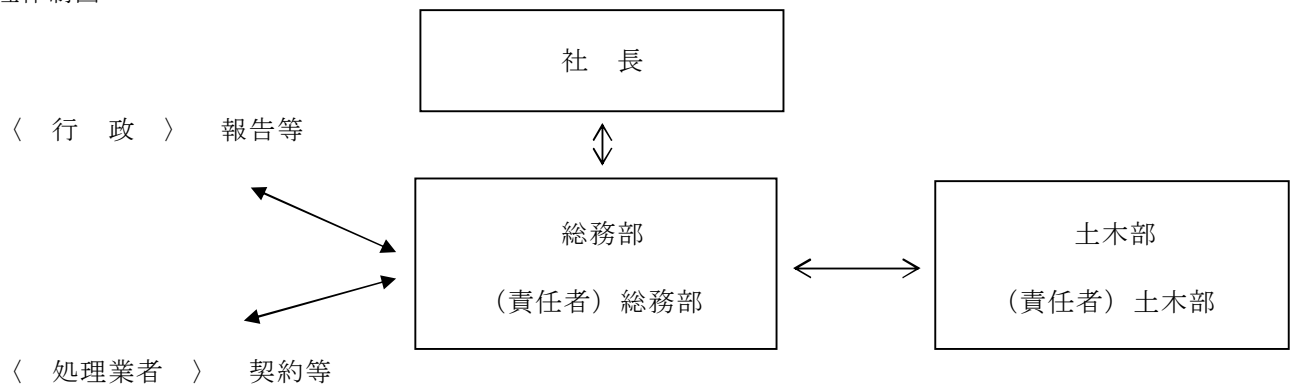 社　長
〈　行　政　〉　報告等
総務部
土木部
（責任者）総務部
（責任者）土木部
〈　処理業者　〉　契約等